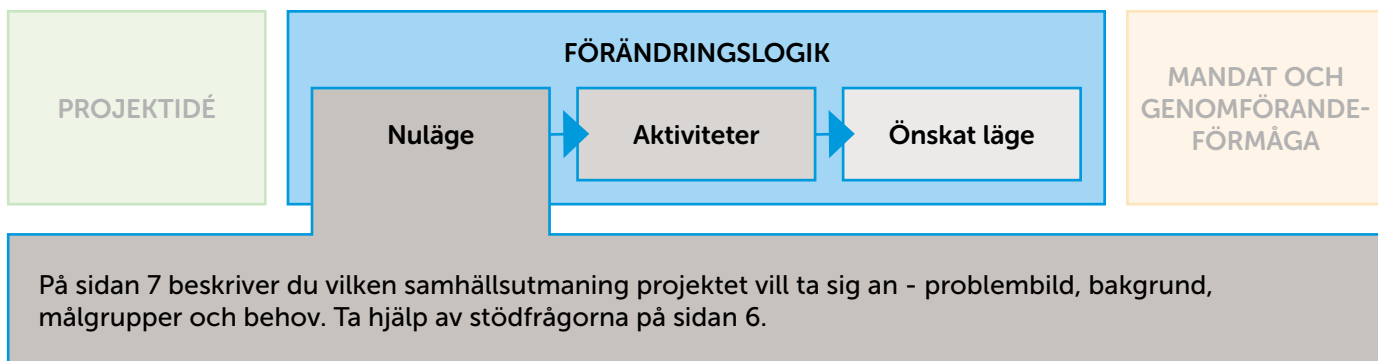 PROJEKTIDÉ
FÖRÄNDRINGSLOGIK
Nuläge
Aktiviteter
Önskat läge
MANDAT OCH
GENOMFÖRANDE-
FÖRMÅGA
På sidan 7 beskriver du vilken samhällsutmaning projektet vill ta sig an - problembild, bakgrund,
målgrupper och behov. Ta hjälp av stödfrågorna på sidan 6.